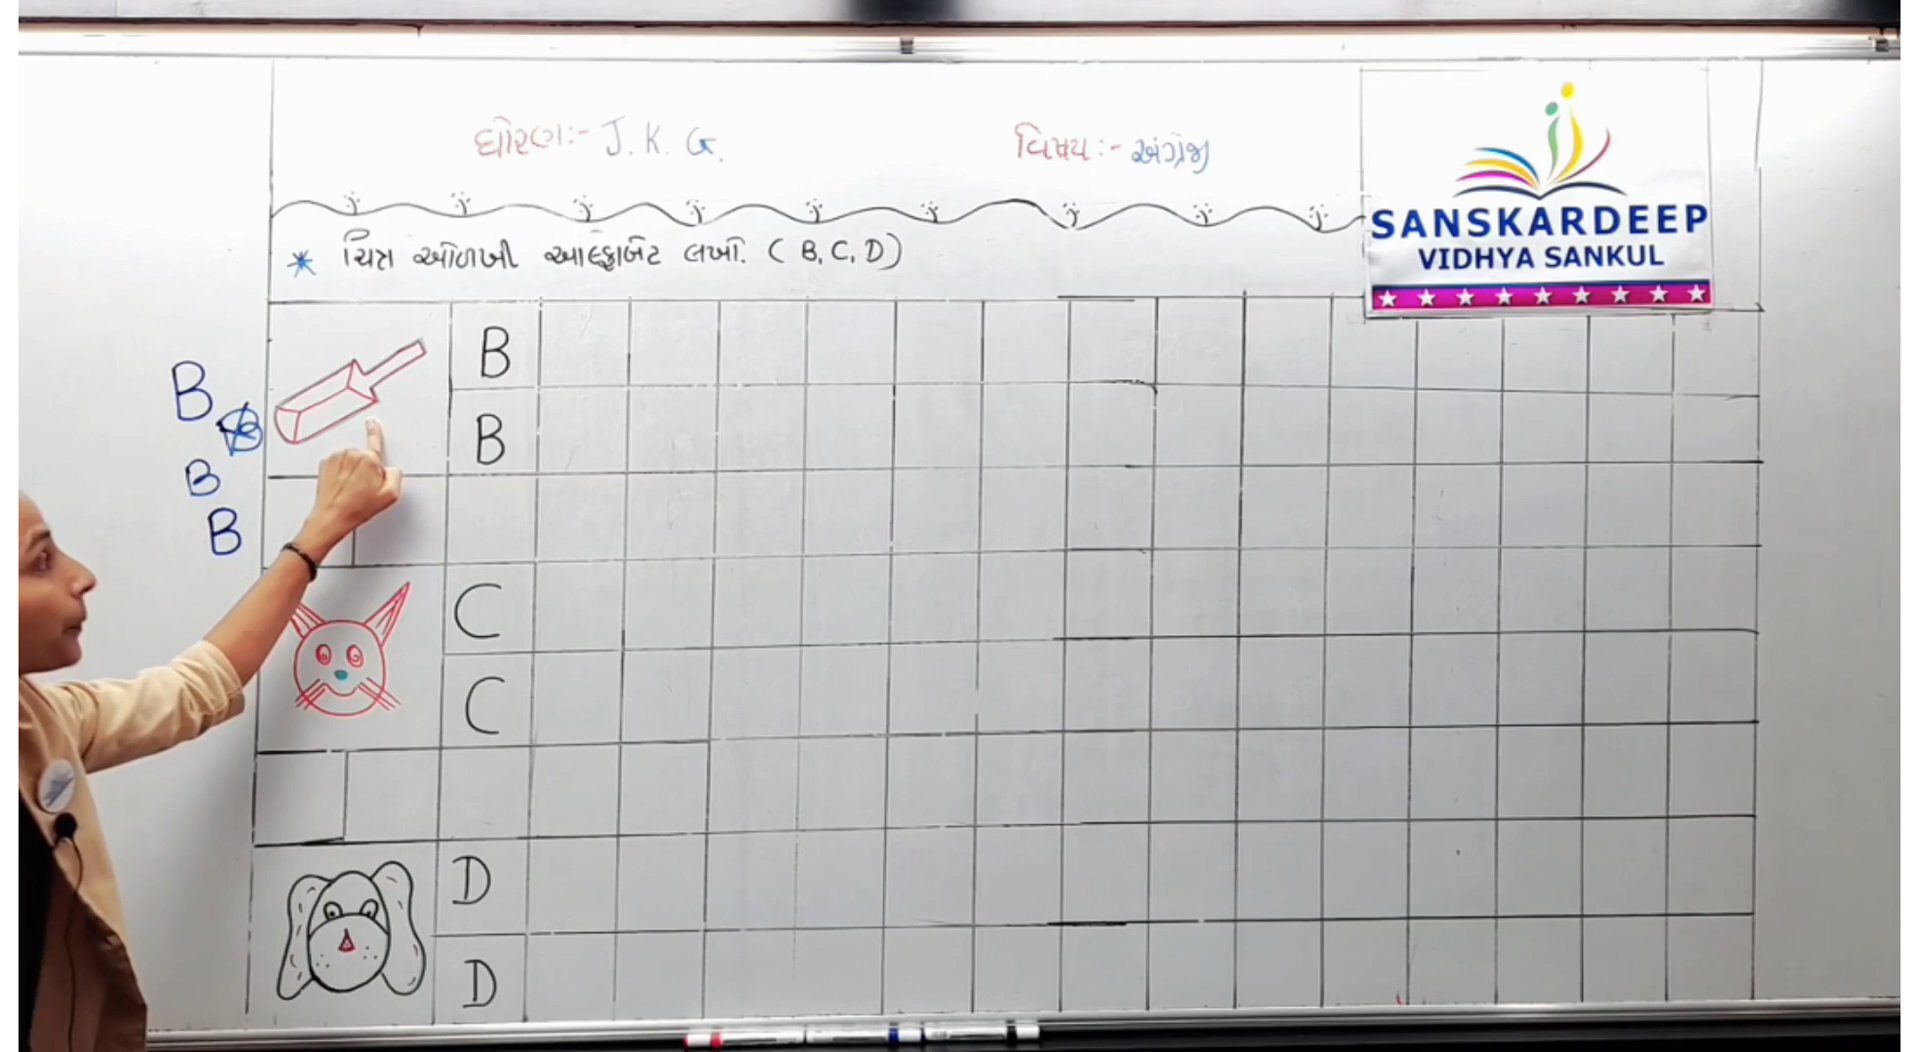 ધોરણ:- J. K. G.
વિષય:- અંગ્રેજી
SANSKARDEEP
VIDHYA SANKUL
* ચિત્ર ઓળખી આલ્ફાબેટ લખો. ( B, C, D )
B
B
B
B
B
B
C
C
D
D